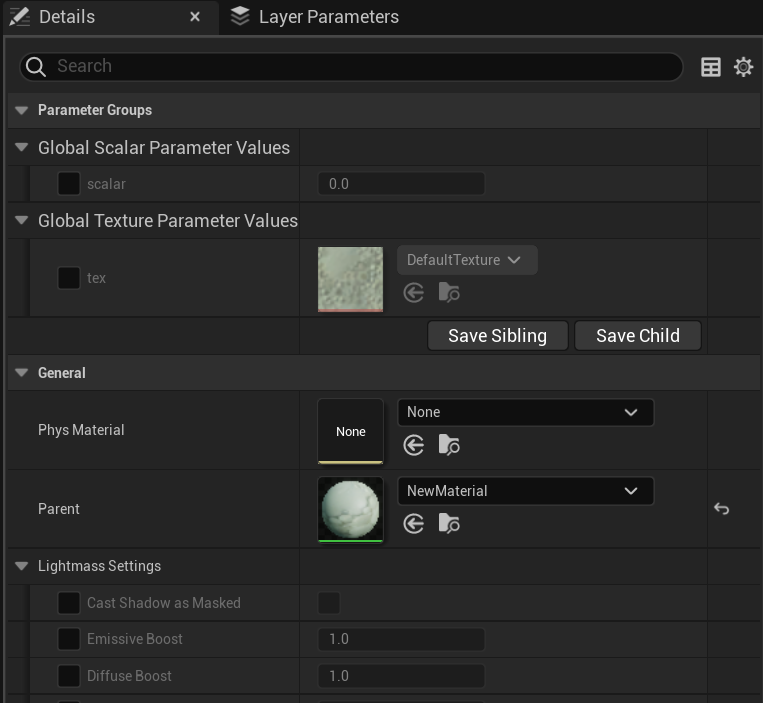 Details
Layer Parameters
Search
Parameter Groups
Global Scalar Parameter Values
scalar
0.0
Global Texture Parameter Values
tex
DefaultTexture
Save Sibling
Save Child
General
Phys Material
None
None
Parent
NewMaterial
Lightmass Settings
Cast Shadow as Masked
Emissive Boost
1.0
Diffuse Boost
1.0